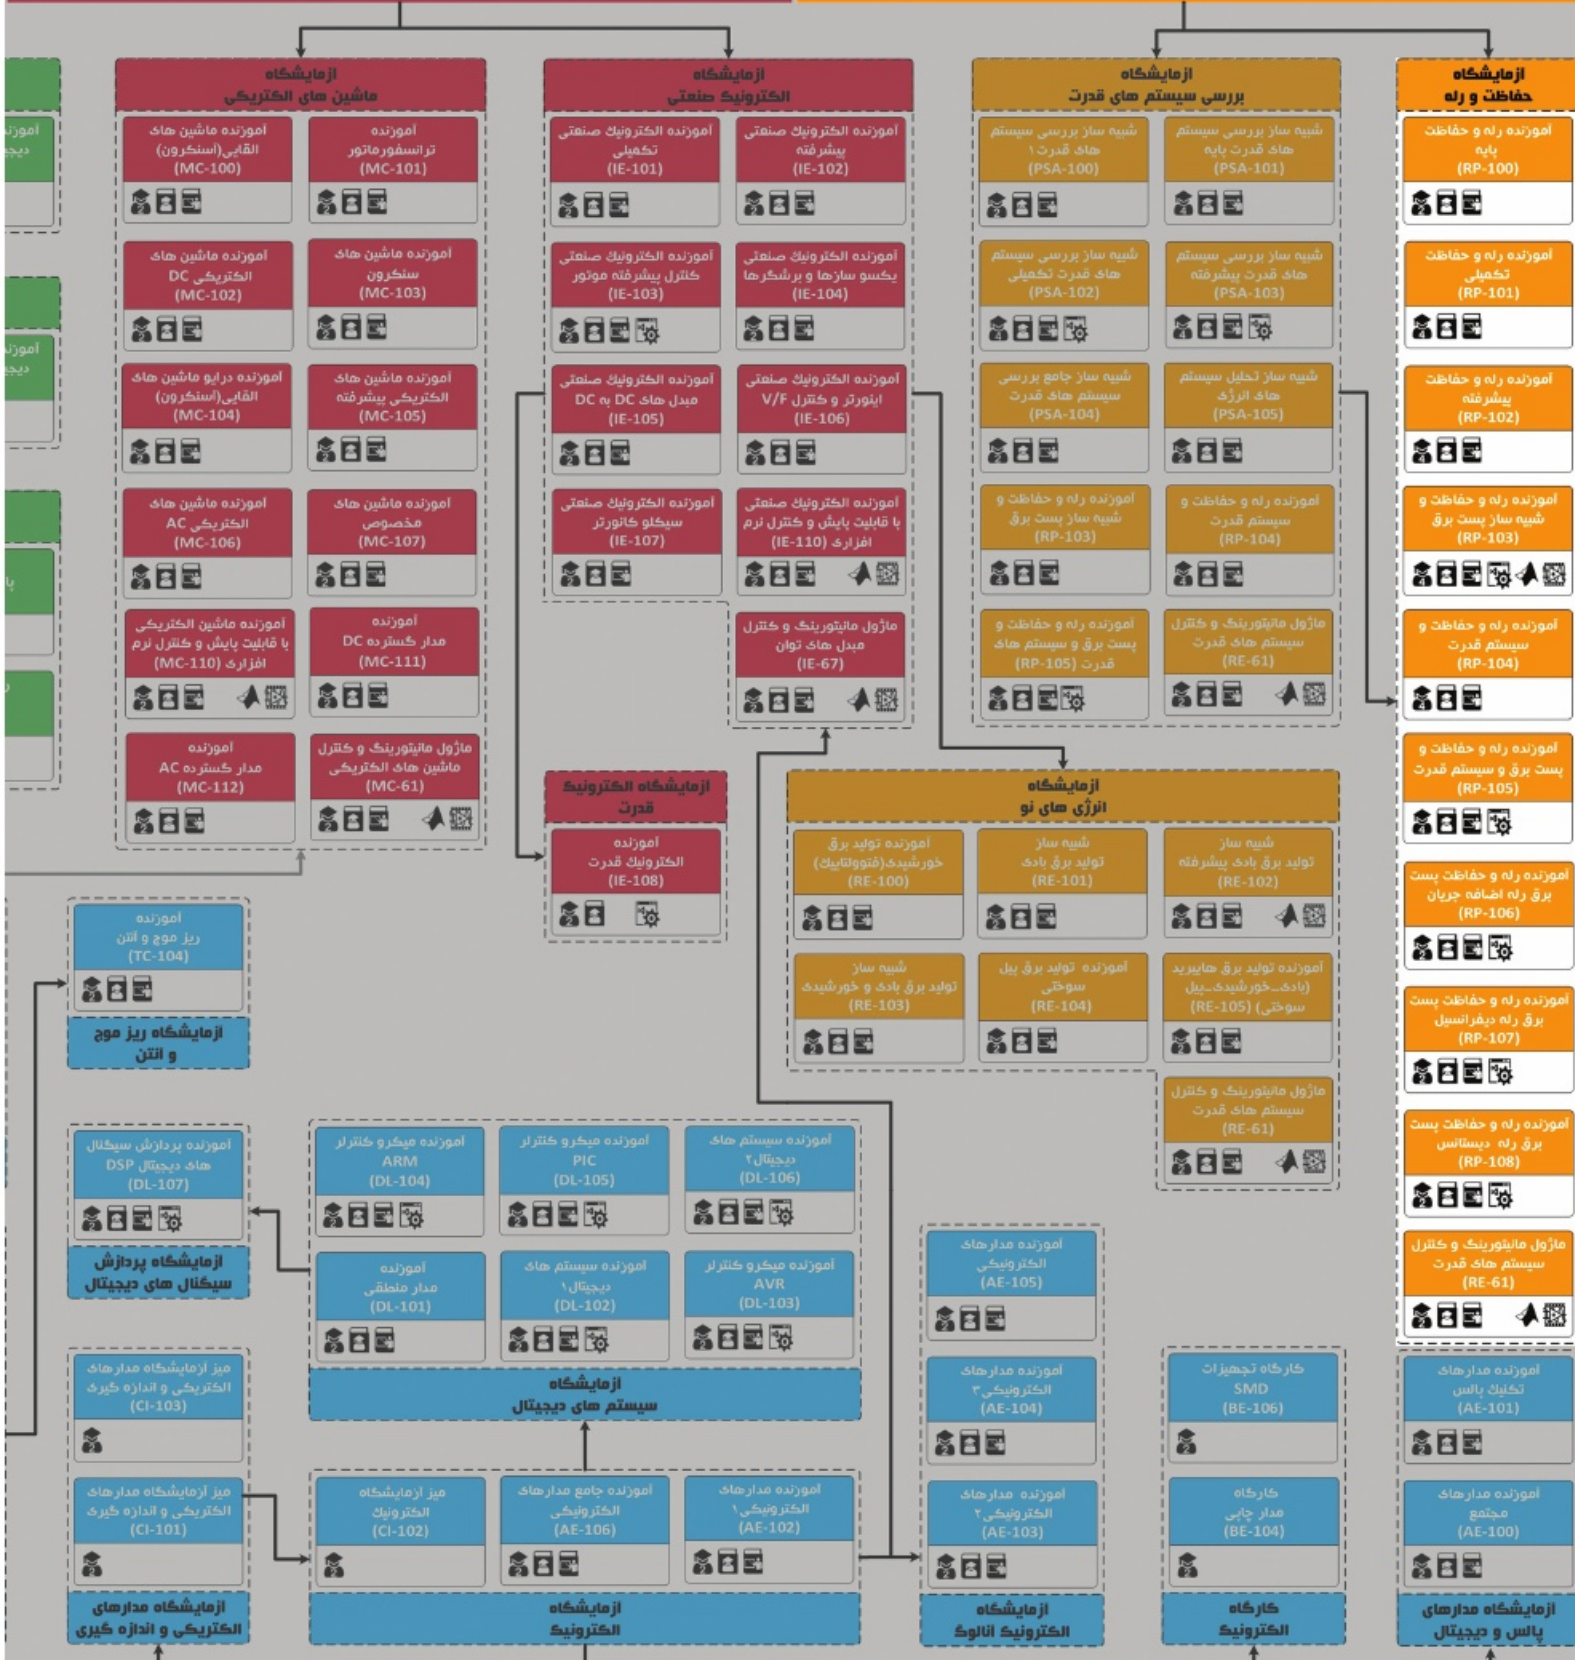 آزمایشگاه
ماشین های الکتریکی
آموزنده ماشین های
القایی(آسنکرون)
(MC-100)
آموزنده
ترانسفورماتور
(MC-101)
آموزنده ماشین های
الکتریکی DC
(MC-102)
آموزنده ماشین های
سنکرون
(MC-103)
آموزنده درایو ماشین های
القایی(آسنکرون)
(MC-104)
آموزنده ماشین های
الکتریکی پیشرفته
(MC-105)
آموزنده ماشین های
الکتریکی AC
(MC-106)
آموزنده ماشین های
مخصوص
(MC-107)
آموزنده ماشین الکتریکی
با قابلیت پایش و کنترل نرم
افزاری (MC-110)
آموزنده
مدار گسترده DC
(MC-111)
آموزنده
مدار گسترده AC
(MC-112)
ماژول مانیتورینگ و کنترل
ماشین های الکتریکی
(MC-61)
آزمایشگاه
الکترونیک صنعتی
آموزنده الکترونیک صنعتی
تکمیلی
(IE-101)
آموزنده الکترونیک صنعتی
پیشرفته
(IE-102)
آموزنده الکترونیک صنعتی
کنترل پیشرفته موتور
(IE-103)
آموزنده الکترونیک صنعتی
یکسو سازها و برشگرها
(IE-104)
آموزنده الکترونیک صنعتی
مبدل های DC به DC
(IE-105)
آموزنده الکترونیک صنعتی
اینورتر و کنترل V/F
(IE-106)
آموزنده الکترونیک صنعتی
سیکلو کانورتر
(IE-107)
آموزنده الکترونیک صنعتی
با قابلیت پایش و کنترل نرم
افزاری (IE-110)
ماژول مانیتورینگ و کنترل
مبدل های توان
(IE-67)
آزمایشگاه الکترونیک
قدرت
آموزنده
الکترونیک قدرت
(IE-108)
آزمایشگاه
بررسی سیستم های قدرت
شبیه ساز بررسی سیستم
های قدرت ۱
(PSA-100)
شبیه ساز بررسی سیستم
های قدرت پایه
(PSA-101)
شبیه ساز بررسی سیستم
های قدرت تکمیلی
(PSA-102)
شبیه ساز بررسی سیستم
های قدرت پیشرفته
(PSA-103)
شبیه ساز جامع بررسی
سیستم های قدرت
(PSA-104)
شبیه ساز تحلیل سیستم
های انرژی
(PSA-105)
آموزنده رله و حفاظت و
شبیه ساز پست برق
(RP-103)
آموزنده رله و حفاظت و
سیستم قدرت
(RP-104)
آموزنده رله و حفاظت و
پست برق و سیستم های
قدرت (RP-105)
ماژول مانیتورینگ و کنترل
سیستم های قدرت
(RE-61)
آزمایشگاه
حفاظت و رله
آموزنده رله و حفاظت
پایه
(RP-100)
آموزنده رله و حفاظت
تکمیلی
(RP-101)
آموزنده رله و حفاظت
پیشرفته
(RP-102)
آموزنده رله و حفاظت و
شبیه ساز پست برق
(RP-103)
آموزنده رله و حفاظت و
سیستم قدرت
(RP-104)
آموزنده رله و حفاظت و
پست برق و سیستم قدرت
(RP-105)
آموزنده رله و حفاظت پست
برق رله اضافه جریان
(RP-106)
آموزنده رله و حفاظت پست
برق رله دیفرانسیل
(RP-107)
آموزنده رله و حفاظت پست
برق رله دیستانس
(RP-108)
ماژول مانیتورینگ و کنترل
سیستم های قدرت
(RE-61)
آزمایشگاه
انرژی های نو
آموزنده تولید برق
خورشیدی(فتوولتاییک)
(RE-100)
شبیه ساز
تولید برق بادی
(RE-101)
شبیه ساز
تولید برق بادی پیشرفته
(RE-102)
شبیه ساز
تولید برق بادی و خورشیدی
(RE-103)
آموزنده تولید برق پیل
سوختی
(RE-104)
آموزنده تولید برق هایبرید
(بادی_خورشیدی_پیل
سوختی) (RE-105)
ماژول مانیتورینگ و کنترل
سیستم های قدرت
(RE-61)
آموزنده
ریز موج و آنتن
(TC-104)
آزمایشگاه ریز موج
و آنتن
آموزنده پردازش سیگنال
های دیجیتال DSP
(DL-107)
آزمایشگاه پردازش
سیگنال های دیجیتال
آموزنده میکرو کنترلر
ARM
(DL-104)
آموزنده میکرو کنترلر
PIC
(DL-105)
آموزنده سیستم های
دیجیتال۲
(DL-106)
آموزنده
مدار منطقی
(DL-101)
آموزنده سیستم های
دیجیتال۱
(DL-102)
آموزنده میکرو کنترلر
AVR
(DL-103)
آزمایشگاه
سیستم های دیجیتال
میز آزمایشگاه مدارهای
الکتریکی و اندازه گیری
(CI-103)
میز آزمایشگاه مدارهای
الکتریکی و اندازه گیری
(CI-101)
آزمایشگاه مدارهای
الکتریکی و اندازه گیری
میز آزمایشگاه
الکترونیک
(CI-102)
آموزنده جامع مدارهای
الکترونیکی
(AE-106)
آموزنده مدارهای
الکترونیکی۱
(AE-102)
آزمایشگاه
الکترونیک
آموزنده مدارهای
الکترونیکی
(AE-105)
آموزنده مدارهای
الکترونیکی۳
(AE-104)
آموزنده مدارهای
الکترونیکی۲
(AE-103)
آزمایشگاه
الکترونیک آنالوگ
کارگاه تجهیزات
SMD
(BE-106)
کارگاه
مدار چاپی
(BE-104)
کارگاه
الکترونیک
آموزنده مدارهای
تکنیک پالس
(AE-101)
آموزنده مدارهای
مجتمع
(AE-100)
آزمایشگاه مدارهای
پالس و دیجیتال